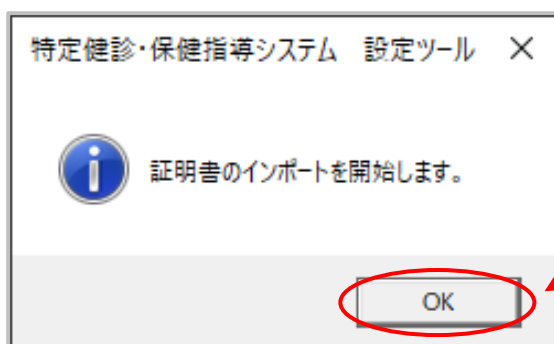 特定健診・保健指導システム　設定ツール
証明書のインポートを開始します。
OK